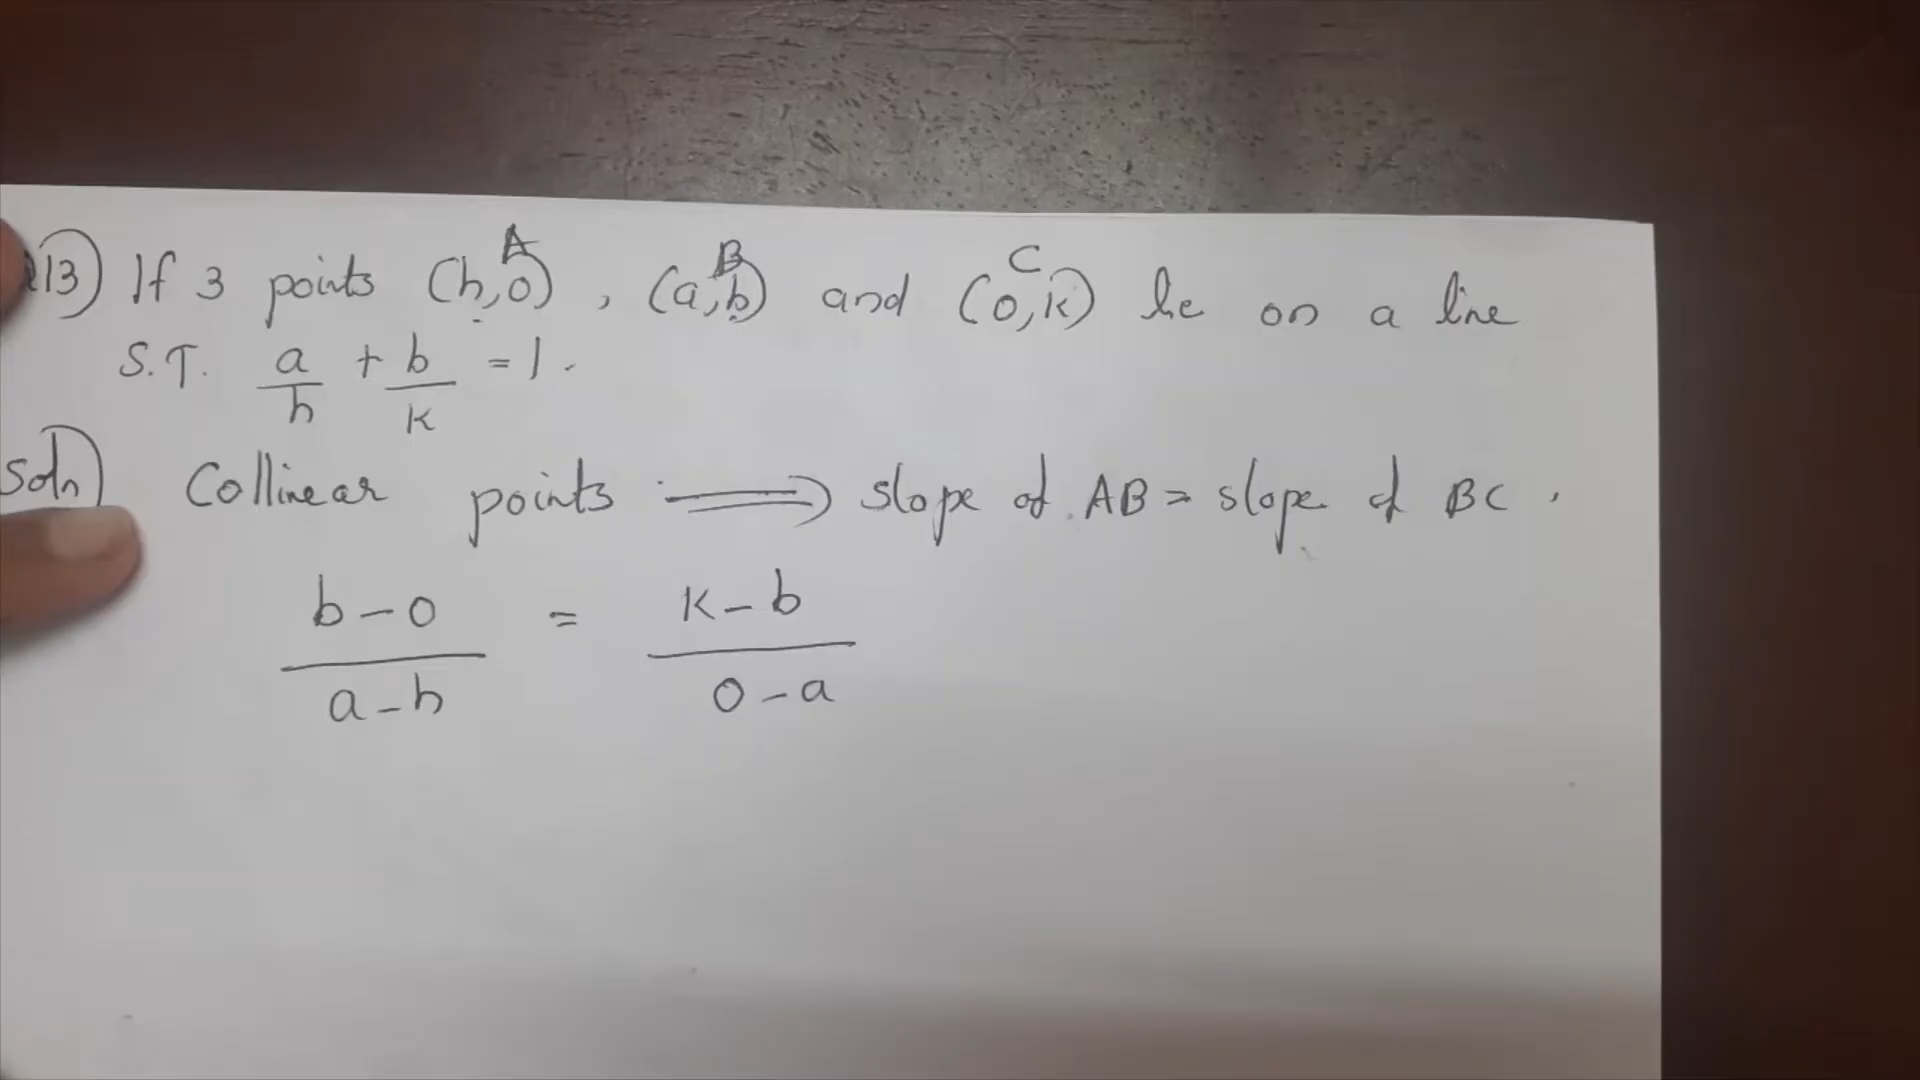 13) If 3 points (h,0) A, (a,b) B and (0,k) C lie on a line
S.T. a/h + b/k = 1.
Soln) Collinear points ⟹ slope of AB = slope of BC.
(b-0)/(a-h) = (k-b)/(0-a)